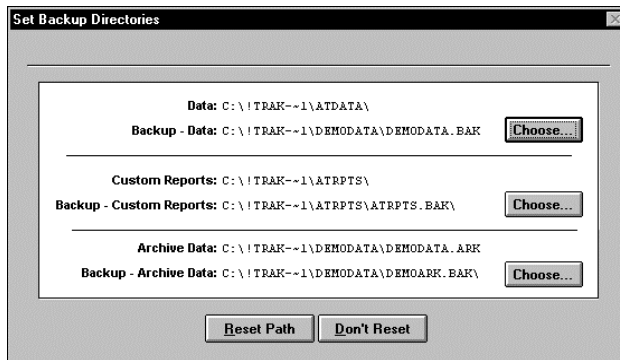 Set Backup Directories
Data: C:\!TRAK-~1\ATDATA\
Backup - Data: C:\!TRAK-~1\DEMODATA\DEMODATA.BAK
Choose...
Custom Reports: C:\!TRAK-~1\ATRPTS\
Backup - Custom Reports: C:\!TRAK-~1\ATRPTS\ATRPTS.BAK\
Choose...
Archive Data: C:\!TRAK-~1\DEMODATA\DEMODATA.ARK
Backup - Archive Data: C:\!TRAK-~1\DEMODATA\DEMOARK.BAK\
Choose...
Reset Path
Don't Reset